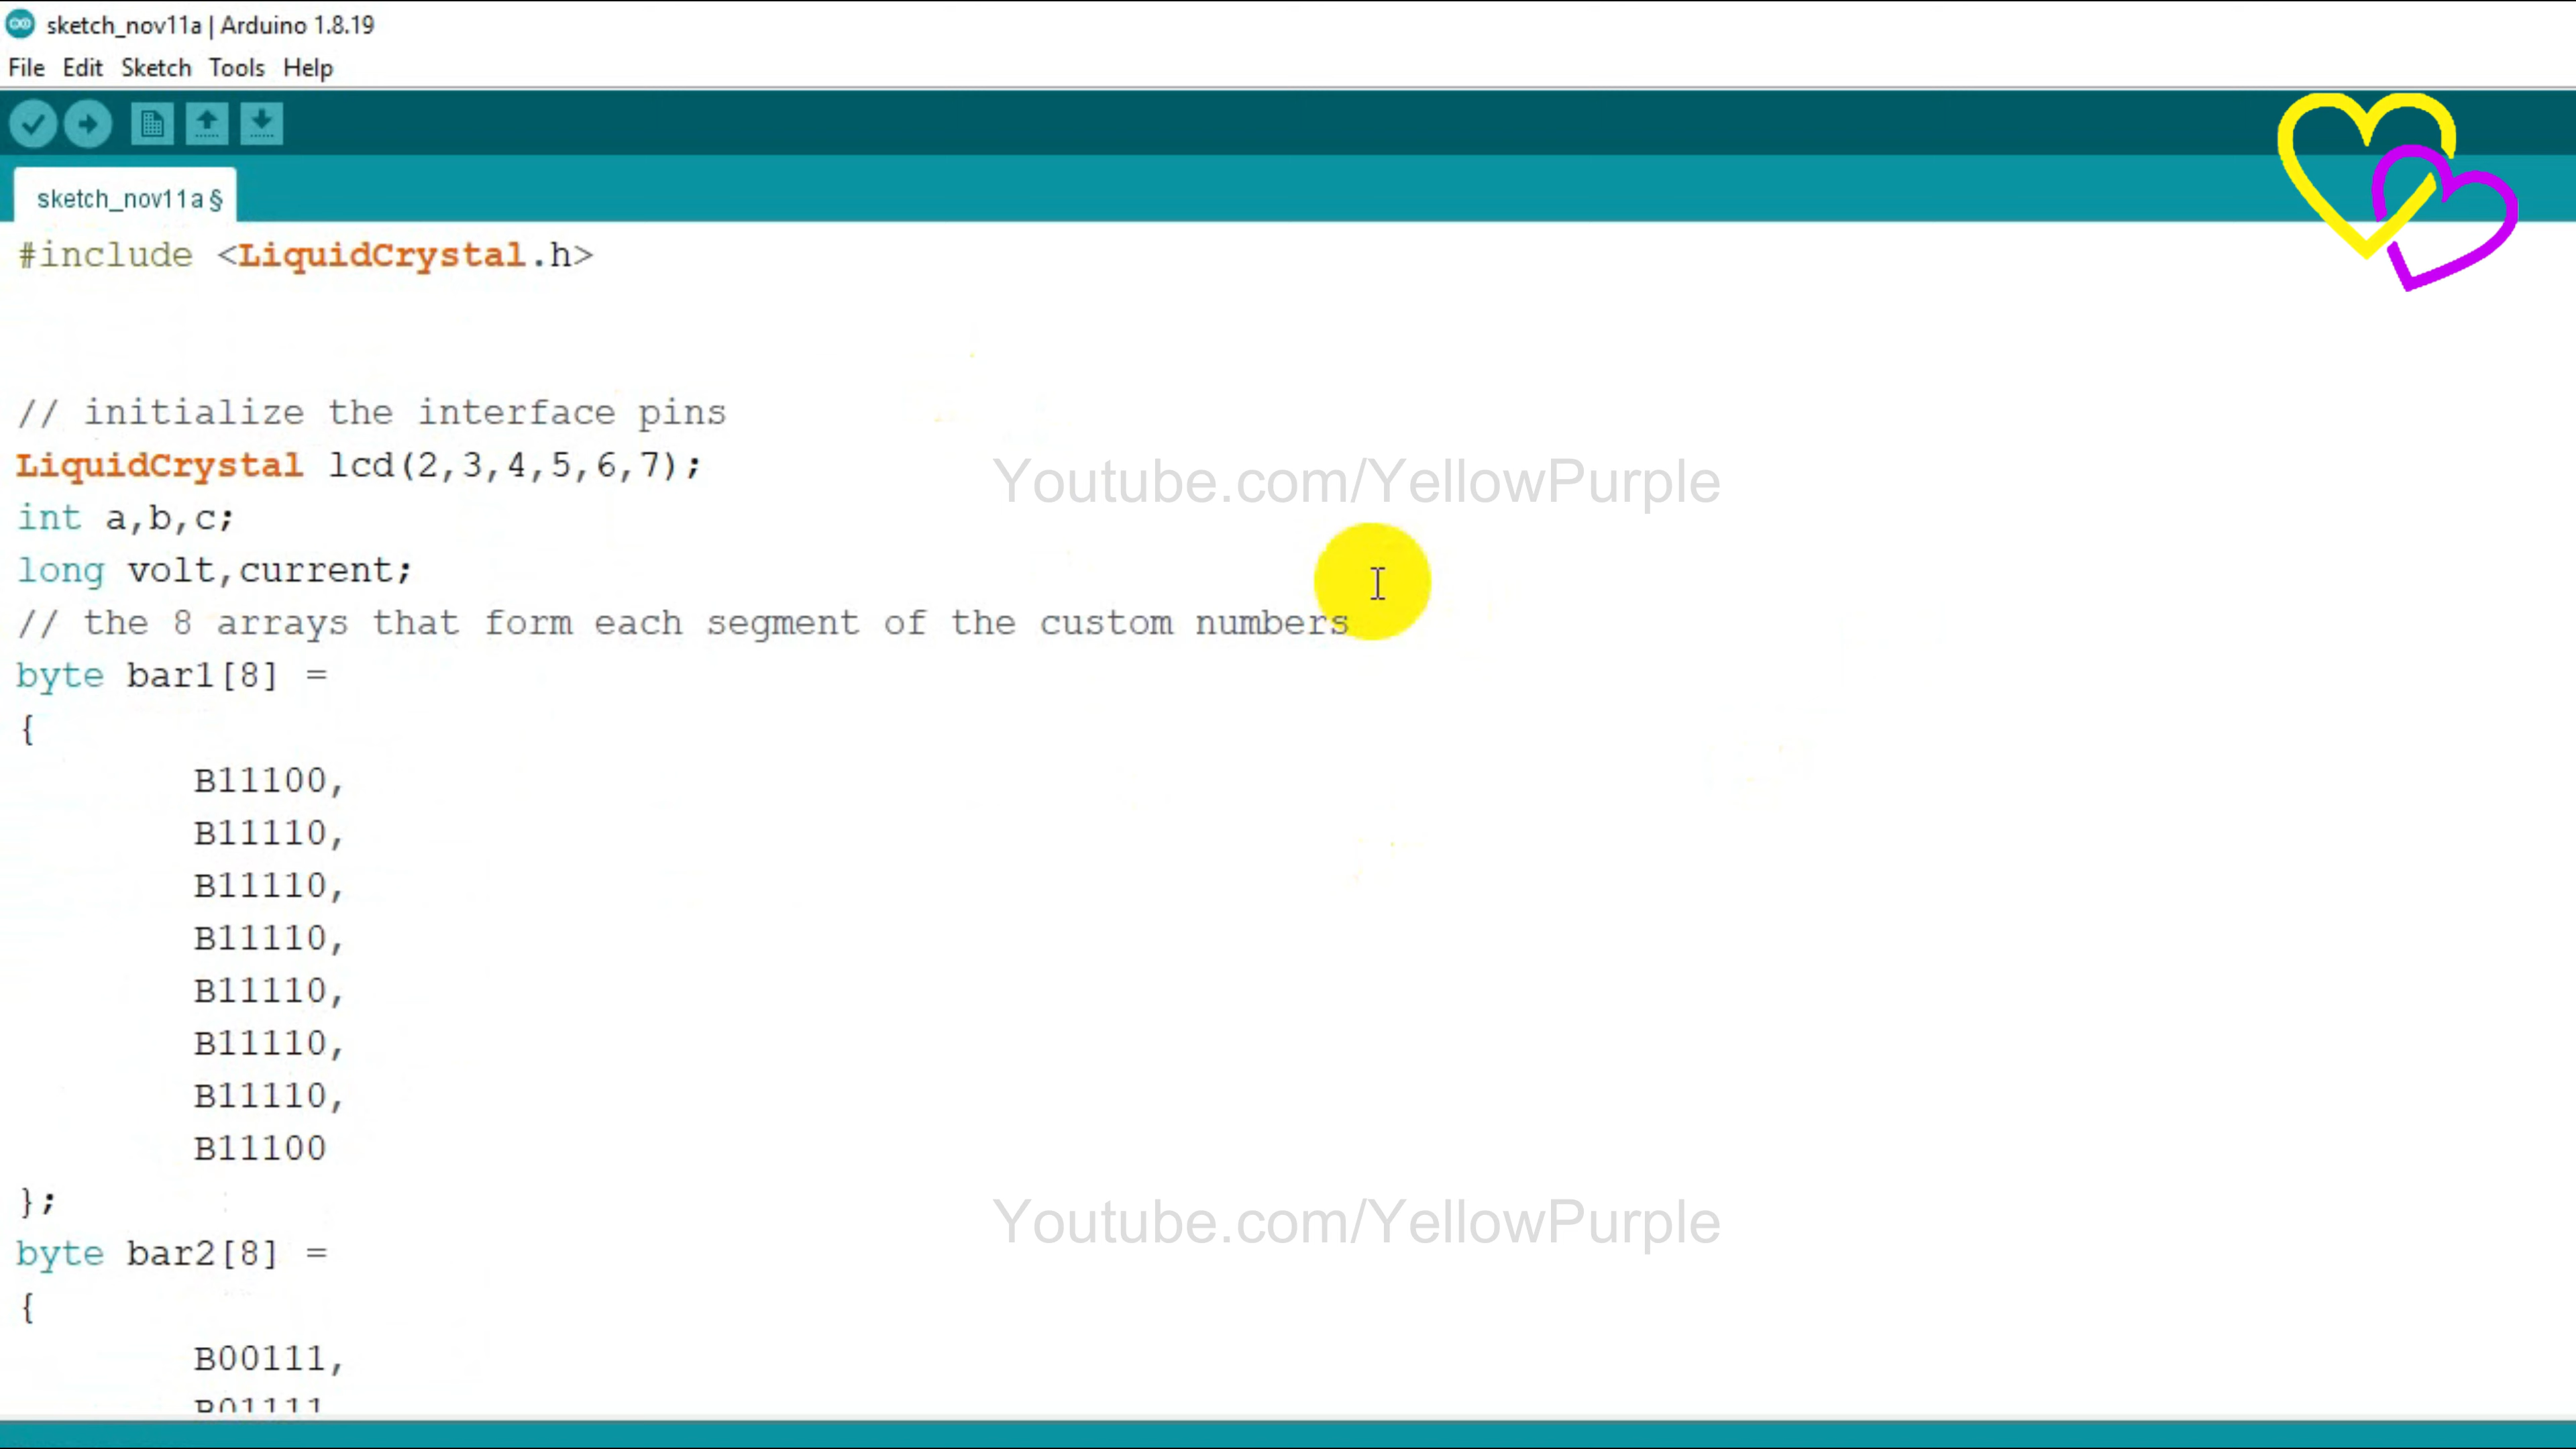 sketch_nov11a | Arduino 1.8.19
File Edit Sketch Tools Help
sketch_nov11a §
#include <LiquidCrystal.h>
// initialize the interface pins
LiquidCrystal lcd(2,3,4,5,6,7);
Youtube.com/YellowPurple
int a,b,c;
long volt,current;
// the 8 arrays that form each segment of the custom numbers
byte bar1[8] =
{
B11100,
B11110,
B11110,
B11110,
B11110,
B11110,
B11110,
B11100
};
Youtube.com/YellowPurple
byte bar2[8] =
{
B00111,
B01111